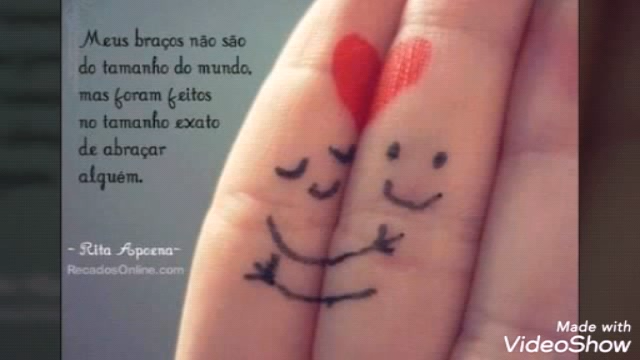 Meus braços não são
do tamanho do mundo,
mas foram feitos
no tamanho exato
de abraçar
alguém.
~ Rita Apoena~
RecadosOnline.com
Made with
VideoShow